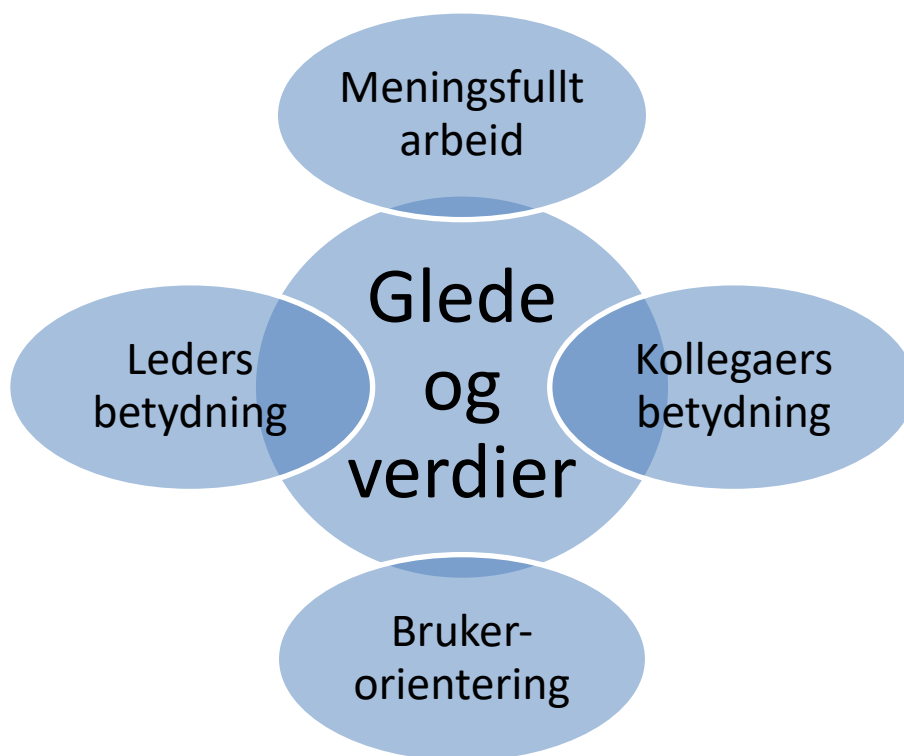 Meningsfullt
arbeid
Glede
og
verdier
Leders
betydning
Kollegaers
betydning
Bruker-
orientering